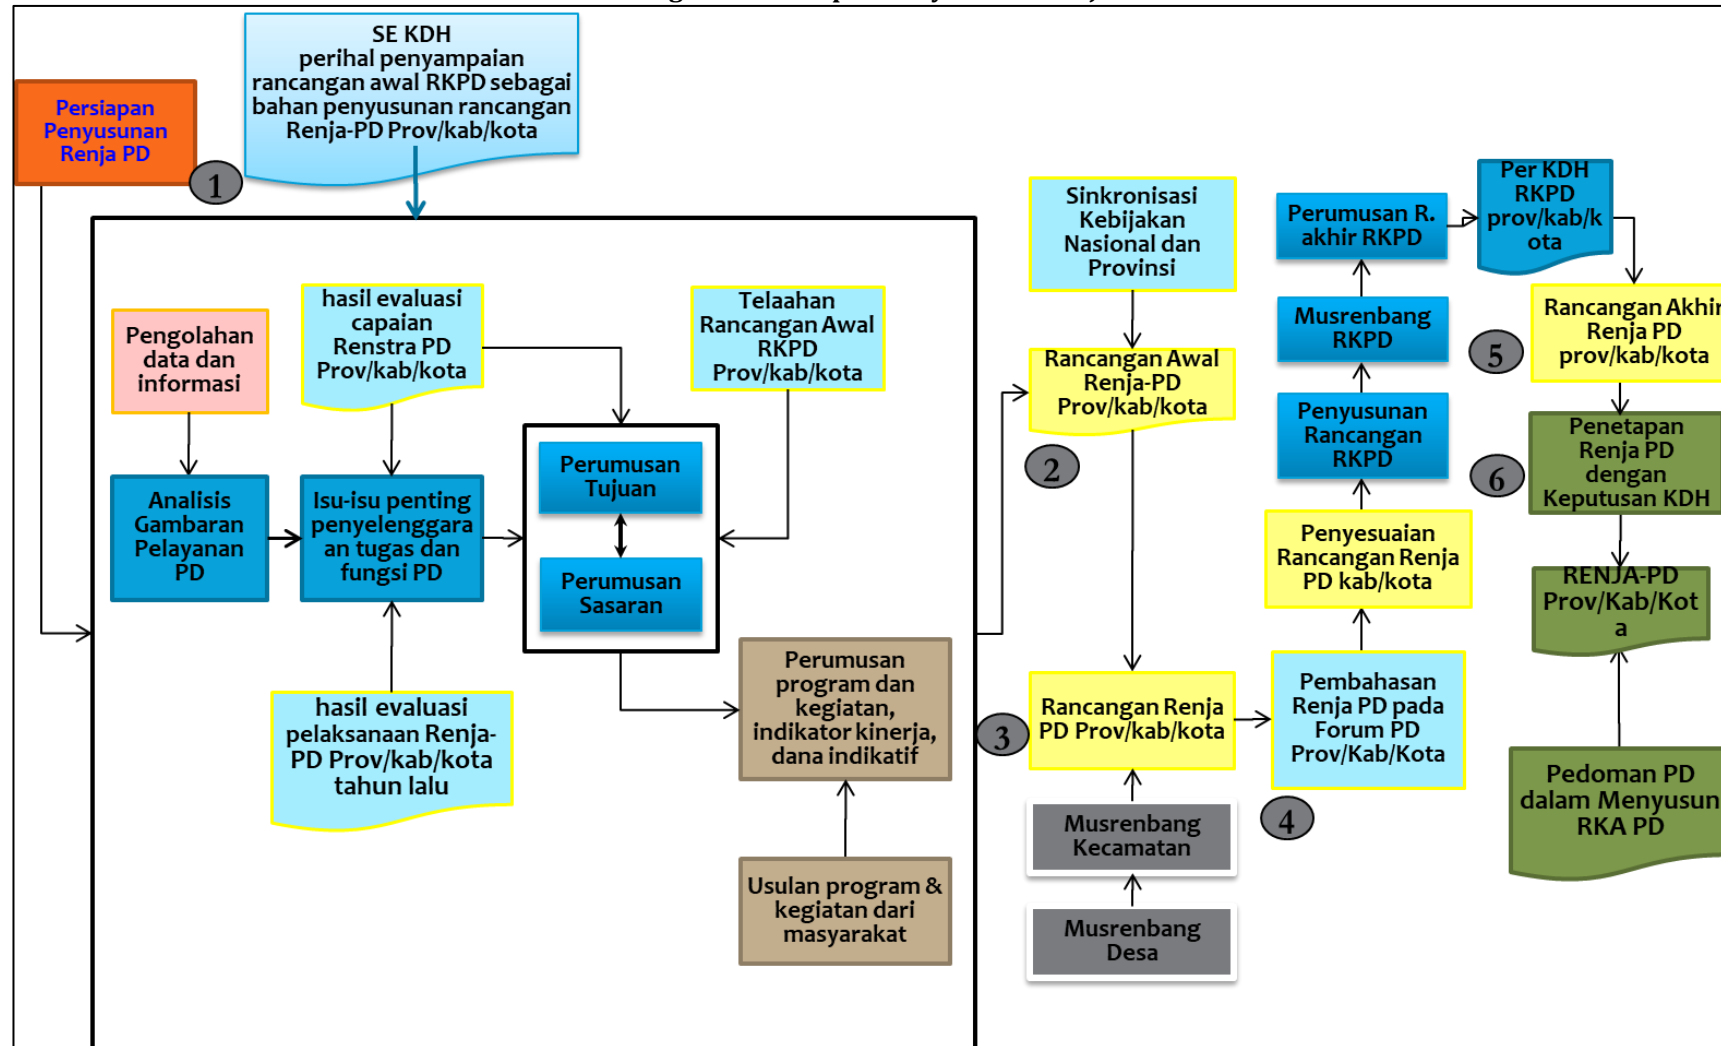 SE KDH
perihal penyampaian
rancangan awal RKPD sebagai
bahan penyusunan rancangan
Renja-PD Prov/kab/kota
Persiapan
Penyusunan
Renja PD
1
Pengolahan
data dan
informasi
hasil evaluasi
capaian
Renstra PD
Prov/kab/kota
Telaahan
Rancangan Awal
RKPD
Prov/kab/kota
Analisis
Gambaran
Pelayanan
PD
Isu-isu penting
penyelenggara
an tugas dan
fungsi PD
Perumusan
Tujuan
Perumusan
Sasaran
hasil evaluasi
pelaksanaan Renja-
PD Prov/kab/kota
tahun lalu
Perumusan
program dan
kegiatan,
indikator kinerja,
dana indikatif
Usulan program &
kegiatan dari
masyarakat
Sinkronisasi
Kebijakan
Nasional dan
Provinsi
Rancangan Awal
Renja-PD
Prov/kab/kota
2
Rancangan Renja
PD Prov/kab/kota
3
Musrenbang
Kecamatan
Musrenbang
Desa
Pembahasan
Renja PD pada
Forum PD
Prov/Kab/Kota
4
Penyesuaian
Rancangan Renja
PD kab/kota
Penyusunan
Rancangan
RKPD
Musrenbang
RKPD
Perumusan R.
akhir RKPD
Per KDH
RKPD
prov/kab/k
ota
Rancangan Akhir
Renja PD
prov/kab/kota
5
Penetapan
Renja PD
dengan
Keputusan KDH
6
RENJA-PD
Prov/Kab/Kot
a
Pedoman PD
dalam Menyusun
RKA PD